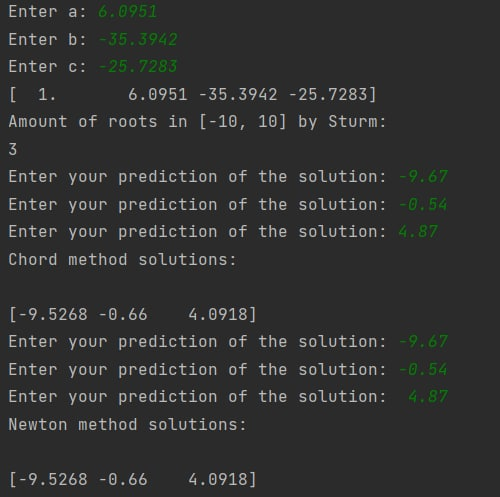 Enter a: 6.0951
Enter b: -35.3942
Enter c: -25.7283
[  1.       6.0951 -35.3942 -25.7283]
Amount of roots in [-10, 10] by Sturm:
3
Enter your prediction of the solution: -9.67
Enter your prediction of the solution: -0.54
Enter your prediction of the solution: 4.87
Chord method solutions:
[-9.5268 -0.66    4.0918]
Enter your prediction of the solution: -9.67
Enter your prediction of the solution: -0.54
Enter your prediction of the solution:  4.87
Newton method solutions:
[-9.5268 -0.66    4.0918]